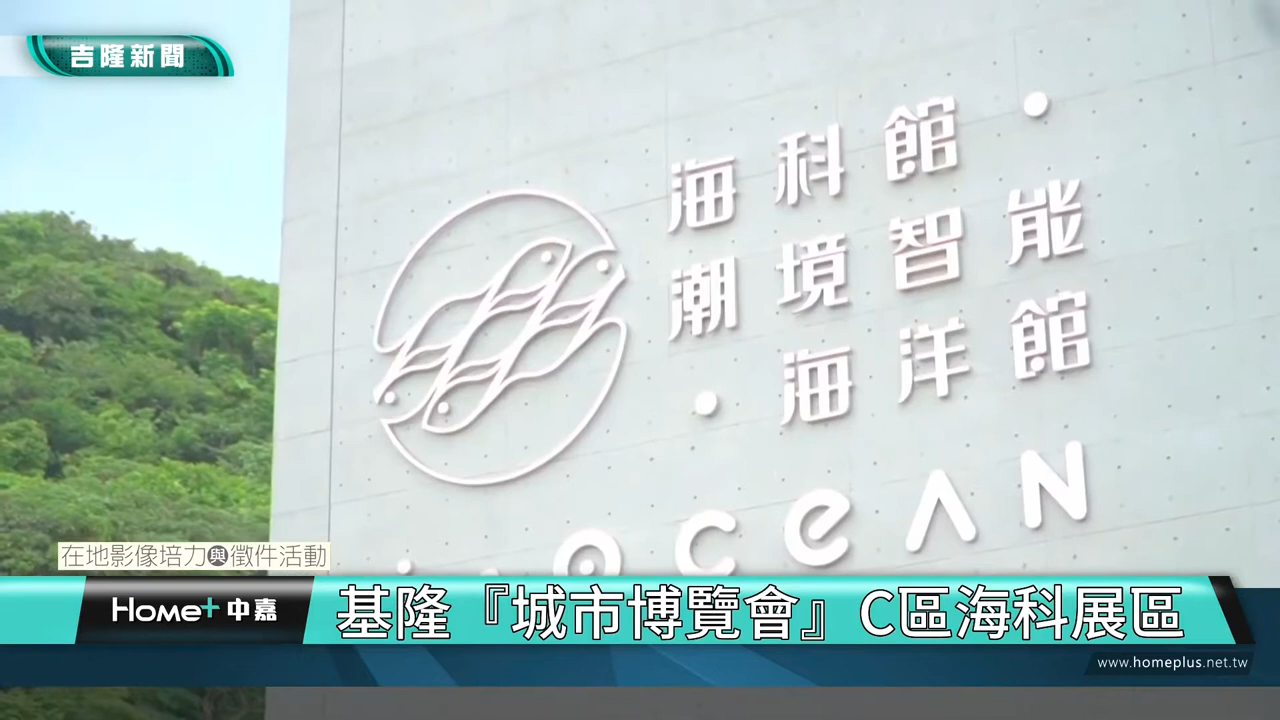 吉隆新聞
海科館・
潮境智能
・海洋館
i OCEAN
在地影像培力與徵件活動
Home+中嘉
基隆『城市博覽會』C區海科展區
www.homeplus.net.tw